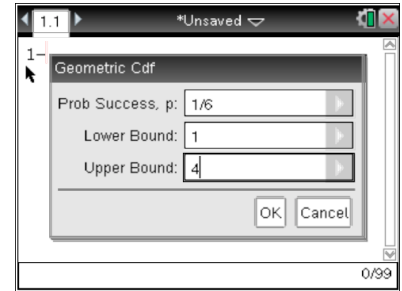 1.1 *Unsaved
1-
Geometric Cdf
Prob Success, p: 1/6
Lower Bound: 1
Upper Bound: 4
OK Cancel
0/99